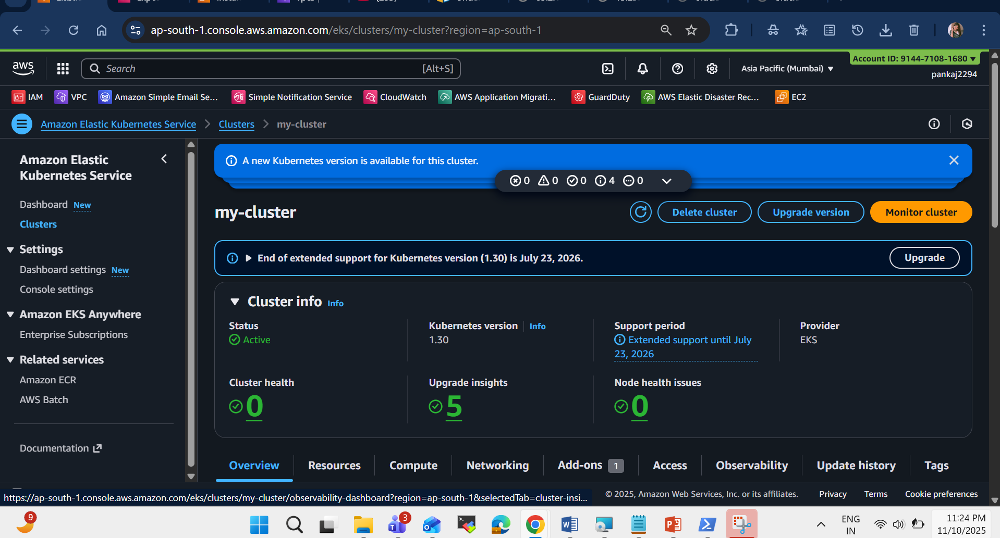 ap-south-1.console.aws.amazon.com/eks/clusters/my-cluster?region=ap-south-1
aws
Search
[Alt+S]
Asia Pacific (Mumbai) ▼
Account ID: 9144-7108-1680 ▼
pankaj2294
IAM
VPC
Amazon Simple Email Se...
Simple Notification Service
CloudWatch
AWS Application Migrati...
GuardDuty
AWS Elastic Disaster Rec...
EC2
Amazon Elastic Kubernetes Service
Clusters
my-cluster
Amazon Elastic
Kubernetes Service
Dashboard New
Clusters
Settings
Dashboard settings New
Console settings
Amazon EKS Anywhere
Enterprise Subscriptions
Related services
Amazon ECR
AWS Batch
Documentation
A new Kubernetes version is available for this cluster.
0 0 0 4 0
my-cluster
Delete cluster
Upgrade version
Monitor cluster
End of extended support for Kubernetes version (1.30) is July 23, 2026.
Upgrade
Cluster info Info
Status
Active
Kubernetes version Info
1.30
Support period
Extended support until July
23, 2026
Provider
EKS
Cluster health
0
Upgrade insights
5
Node health issues
0
Overview
Resources
Compute
Networking
Add-ons 1
Access
Observability
Update history
Tags
https://ap-south-1.console.aws.amazon.com/eks/clusters/my-cluster/observability-dashboard?region=ap-south-1&selectedTab=cluster-insi...
© 2025, Amazon Web Services, Inc. or its affiliates.
Privacy
Terms
Cookie preferences
9
3
ENG
IN
11:24 PM
11/10/2025